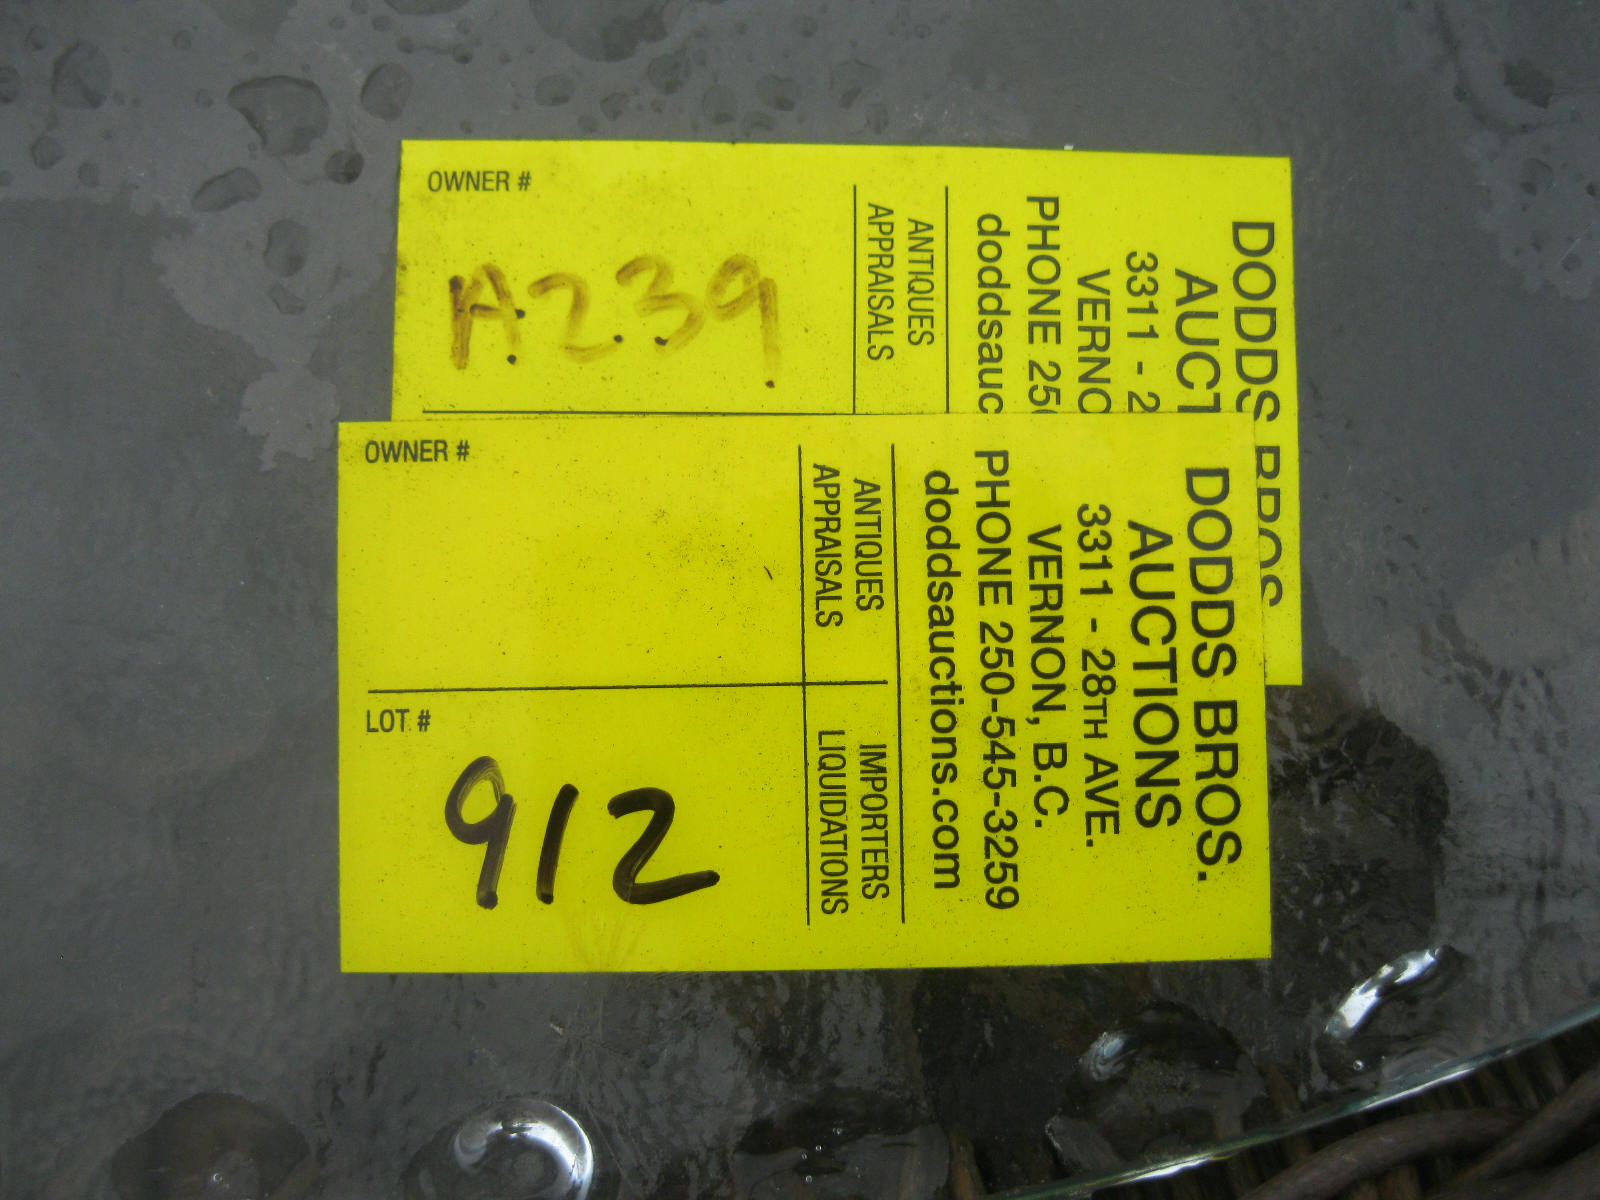 OWNER #
A239
ANTIQUES
APPRAISALS
DODDS BROS
AUCT
3311 - 2
VERNO
PHONE 25
doddsauc
OWNER #
ANTIQUES
APPRAISALS
LOT #
912
IMPORTERS
LIQUIDATIONS
DODDS BROS.
AUCTIONS
3311 - 28TH AVE.
VERNON, B.C.
PHONE 250-545-3259
doddsauctions.com